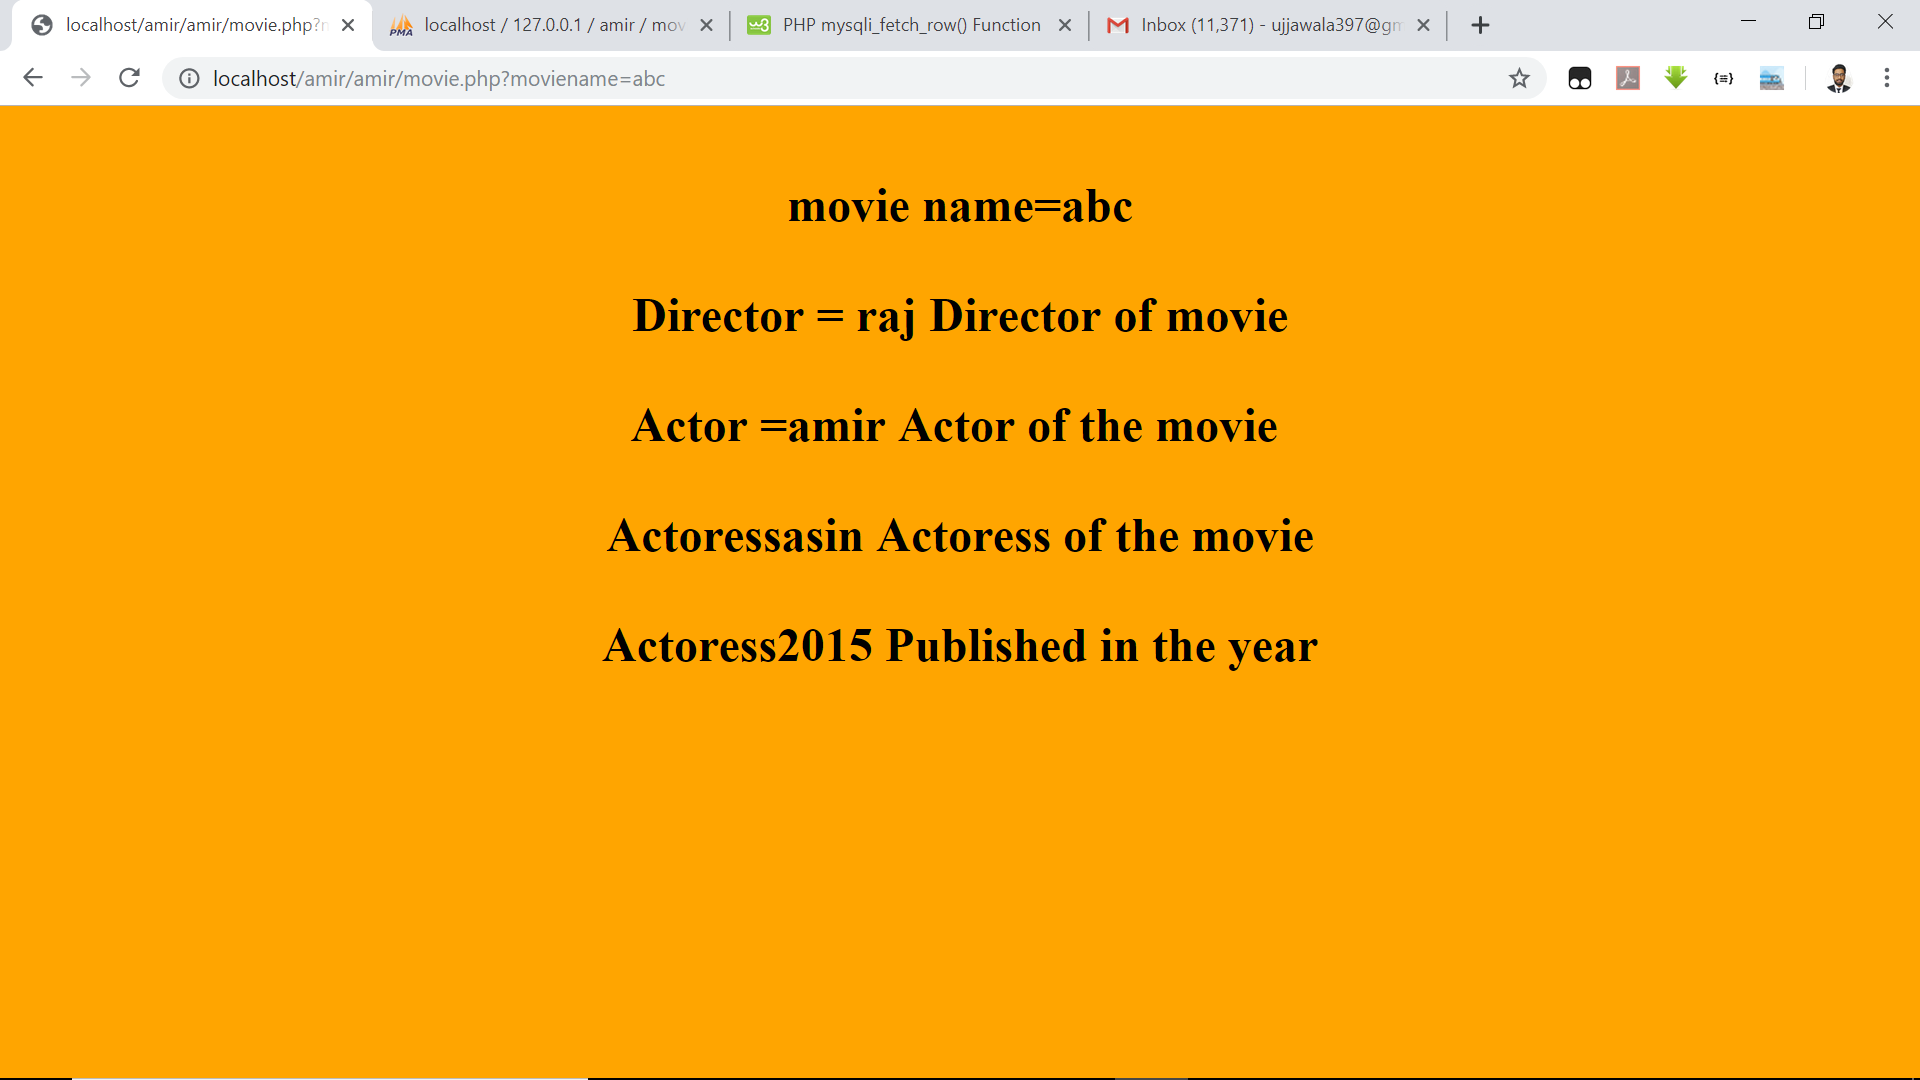 localhost/amir/amir/movie.php?
localhost / 127.0.0.1 / amir / mov
PHP mysqli_fetch_row() Function
Inbox (11,371) - ujjawala397@gm
localhost/amir/amir/movie.php?moviename=abc
movie name=abc
Director = raj Director of movie
Actor =amir Actor of the movie
Actoressasin Actoress of the movie
Actoress2015 Published in the year